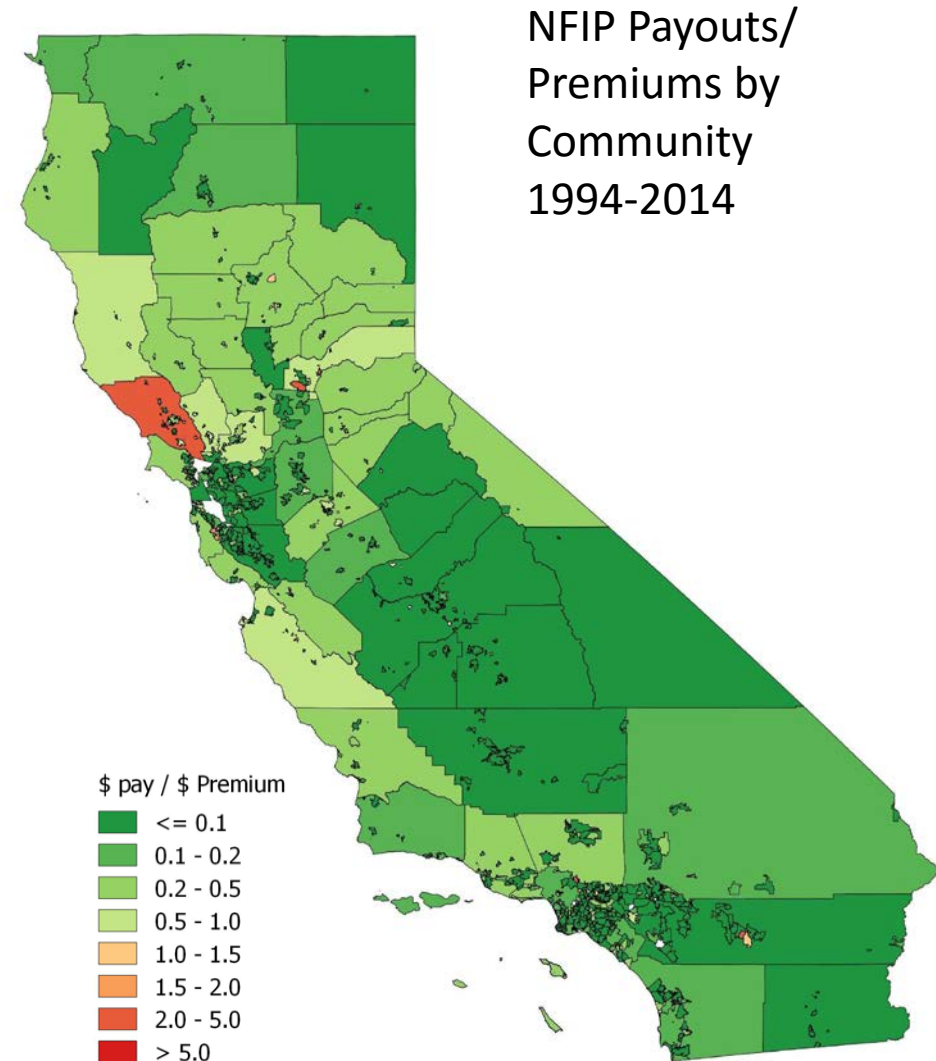 NFIP Payouts/
Premiums by
Community
1994-2014
$ pay / $ Premium
<= 0.1
0.1 - 0.2
0.2 - 0.5
0.5 - 1.0
1.0 - 1.5
1.5 - 2.0
2.0 - 5.0
> 5.0